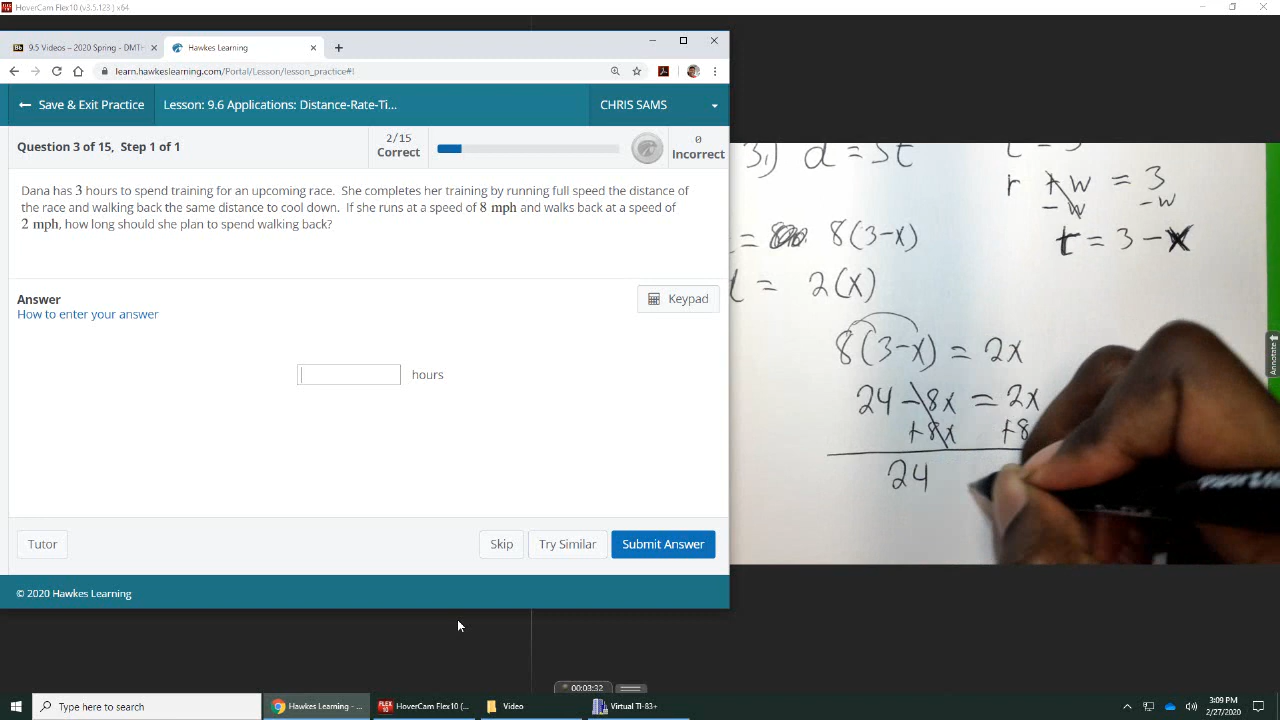 HoverCam Flex10 (v3.5.123 ) x64
9.5 Videos – 2020 Spring - DMTH
Hawkes Learning
learn.hawkeslearning.com/Portal/Lesson/lesson_practice#!
Save & Exit Practice
Lesson: 9.6 Applications: Distance-Rate-Ti...
CHRIS SAMS
Question 3 of 15, Step 1 of 1
2/15
Correct
0
Incorrect
Dana has 3 hours to spend training for an upcoming race. She completes her training by running full speed the distance of
the race and walking back the same distance to cool down. If she runs at a speed of 8 mph and walks back at a speed of
2 mph, how long should she plan to spend walking back?
Answer
How to enter your answer
Keypad
hours
Tutor
Skip
Try Similar
Submit Answer
© 2020 Hawkes Learning
r + w = 3
- w - w
r = 3 - x
= 8(3-x)
= 2(x)
8(3-x) = 2x
24 - 8x = 2x
+8x +8
24
Annotate
00:03:32
Type here to search
Hawkes Learning - ...
HoverCam Flex10 (...
Video
Virtual TI-83+
3:09 PM
2/27/2020